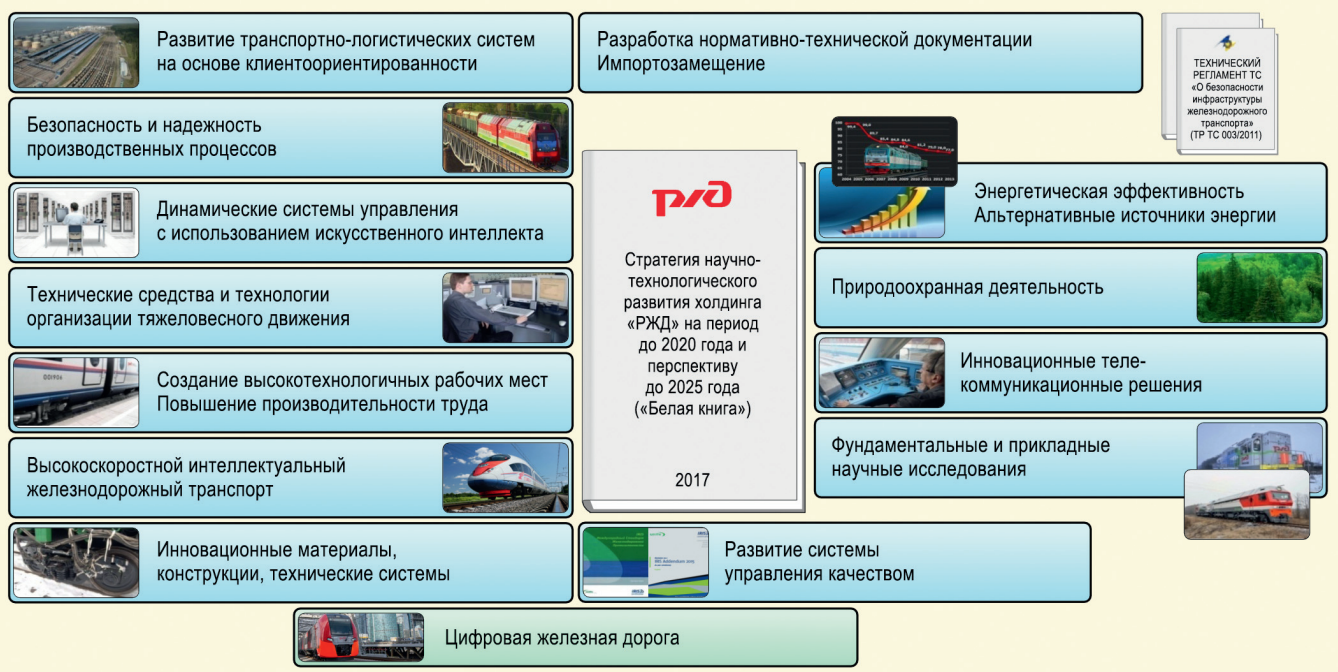 Развитие транспортно-логистических систем
на основе клиентоориентированности
Разработка нормативно-технической документации
Импортозамещение
ТЕХНИЧЕСКИЙ
РЕГЛАМЕНТ ТС
«О безопасности
инфраструктуры
железнодорожного
транспорта»
(ТР ТС 003/2011)
Безопасность и надежность
производственных процессов
Динамические системы управления
с использованием искусственного интеллекта
Технические средства и технологии
организации тяжеловесного движения
Создание высокотехнологичных рабочих мест
Повышение производительности труда
Высокоскоростной интеллектуальный
железнодорожный транспорт
Инновационные материалы,
конструкции, технические системы
ржд
Стратегия научно-
технологического
развития холдинга
«РЖД» на период
до 2020 года и
перспективу
до 2025 года
(«Белая книга»)
2017
Энергетическая эффективность
Альтернативные источники энергии
Природоохранная деятельность
Инновационные теле-
коммуникационные решения
Фундаментальные и прикладные
научные исследования
Развитие системы
управления качеством
Цифровая железная дорога